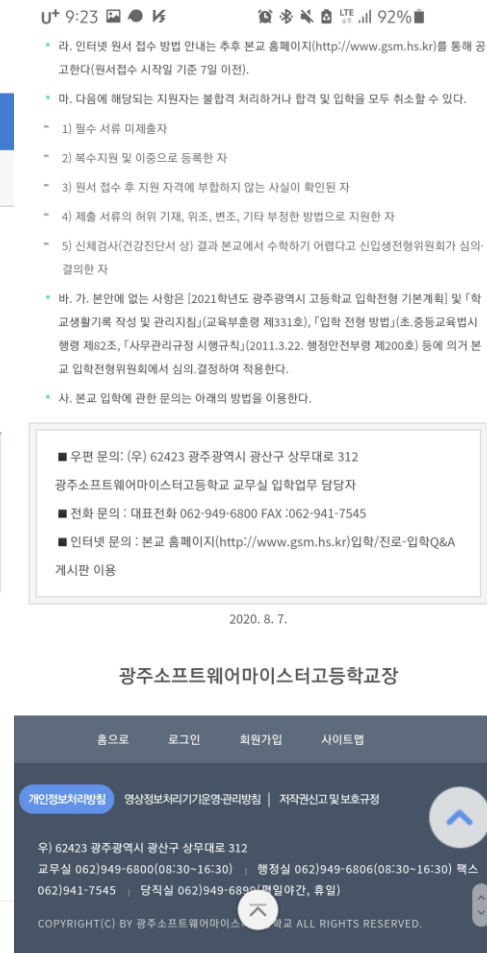 U⁺ 9:23 LTE 92%
라. 인터넷 원서 접수 방법 안내는 추후 본교 홈페이지(http://www.gsm.hs.kr)를 통해 공
고한다(원서접수 시작일 기준 7일 이전).
마. 다음에 해당되는 지원자는 불합격 처리하거나 합격 및 입학을 모두 취소할 수 있다.
1) 필수 서류 미제출자
2) 복수지원 및 이중으로 등록한 자
3) 원서 접수 후 지원 자격에 부합하지 않는 사실이 확인된 자
4) 제출 서류의 허위 기재, 위조, 변조, 기타 부정한 방법으로 지원한 자
5) 신체검사(건강진단서 상) 결과 본교에서 수학하기 어렵다고 신입생전형위원회가 심의·
결의한 자
바. 가. 본안에 없는 사항은 [2021학년도 광주광역시 고등학교 입학전형 기본계획] 및 「학
교생활기록 작성 및 관리지침」(교육부훈령 제331호), 「입학 전형 방법」(초.중등교육법시
행령 제82조, 「사무관리규정 시행규칙」(2011.3.22. 행정안전부령 제200호) 등에 의거 본
교 입학전형위원회에서 심의.결정하여 적용한다.
사. 본교 입학에 관한 문의는 아래의 방법을 이용한다.
■ 우편 문의: (우) 62423 광주광역시 광산구 상무대로 312
광주소프트웨어마이스터고등학교 교무실 입학업무 담당자
■ 전화 문의 : 대표전화 062-949-6800 FAX :062-941-7545
■ 인터넷 문의 : 본교 홈페이지(http://www.gsm.hs.kr)입학/진로-입학Q&A
게시판 이용
2020. 8. 7.
광주소프트웨어마이스터고등학교장
홈으로 로그인 회원가입 사이트맵
개인정보처리방침 영상정보처리기기운영·관리방침 | 저작권신고 및 보호규정
우) 62423 광주광역시 광산구 상무대로 312
교무실 062)949-6800(08:30~16:30) | 행정실 062)949-6806(08:30~16:30) 팩스
062)941-7545 | 당직실 062)949-6890(평일야간, 휴일)
COPYRIGHT(C) BY 광주소프트웨어마이스 학교 ALL RIGHTS RESERVED.